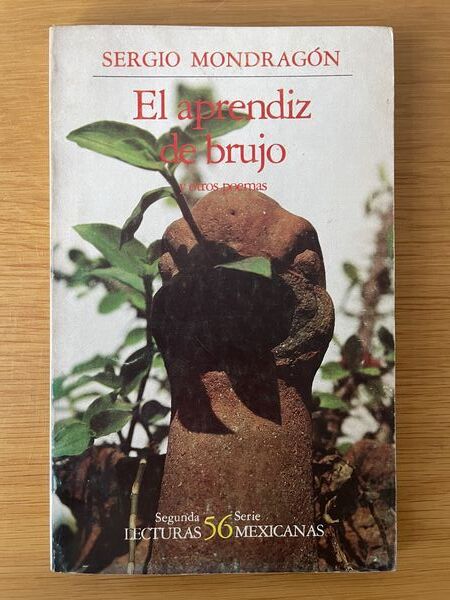 SERGIO MONDRAGÓN
El aprendiz
de brujo
y otros poemas
Segunda 56 Serie
LECTURAS MEXICANAS